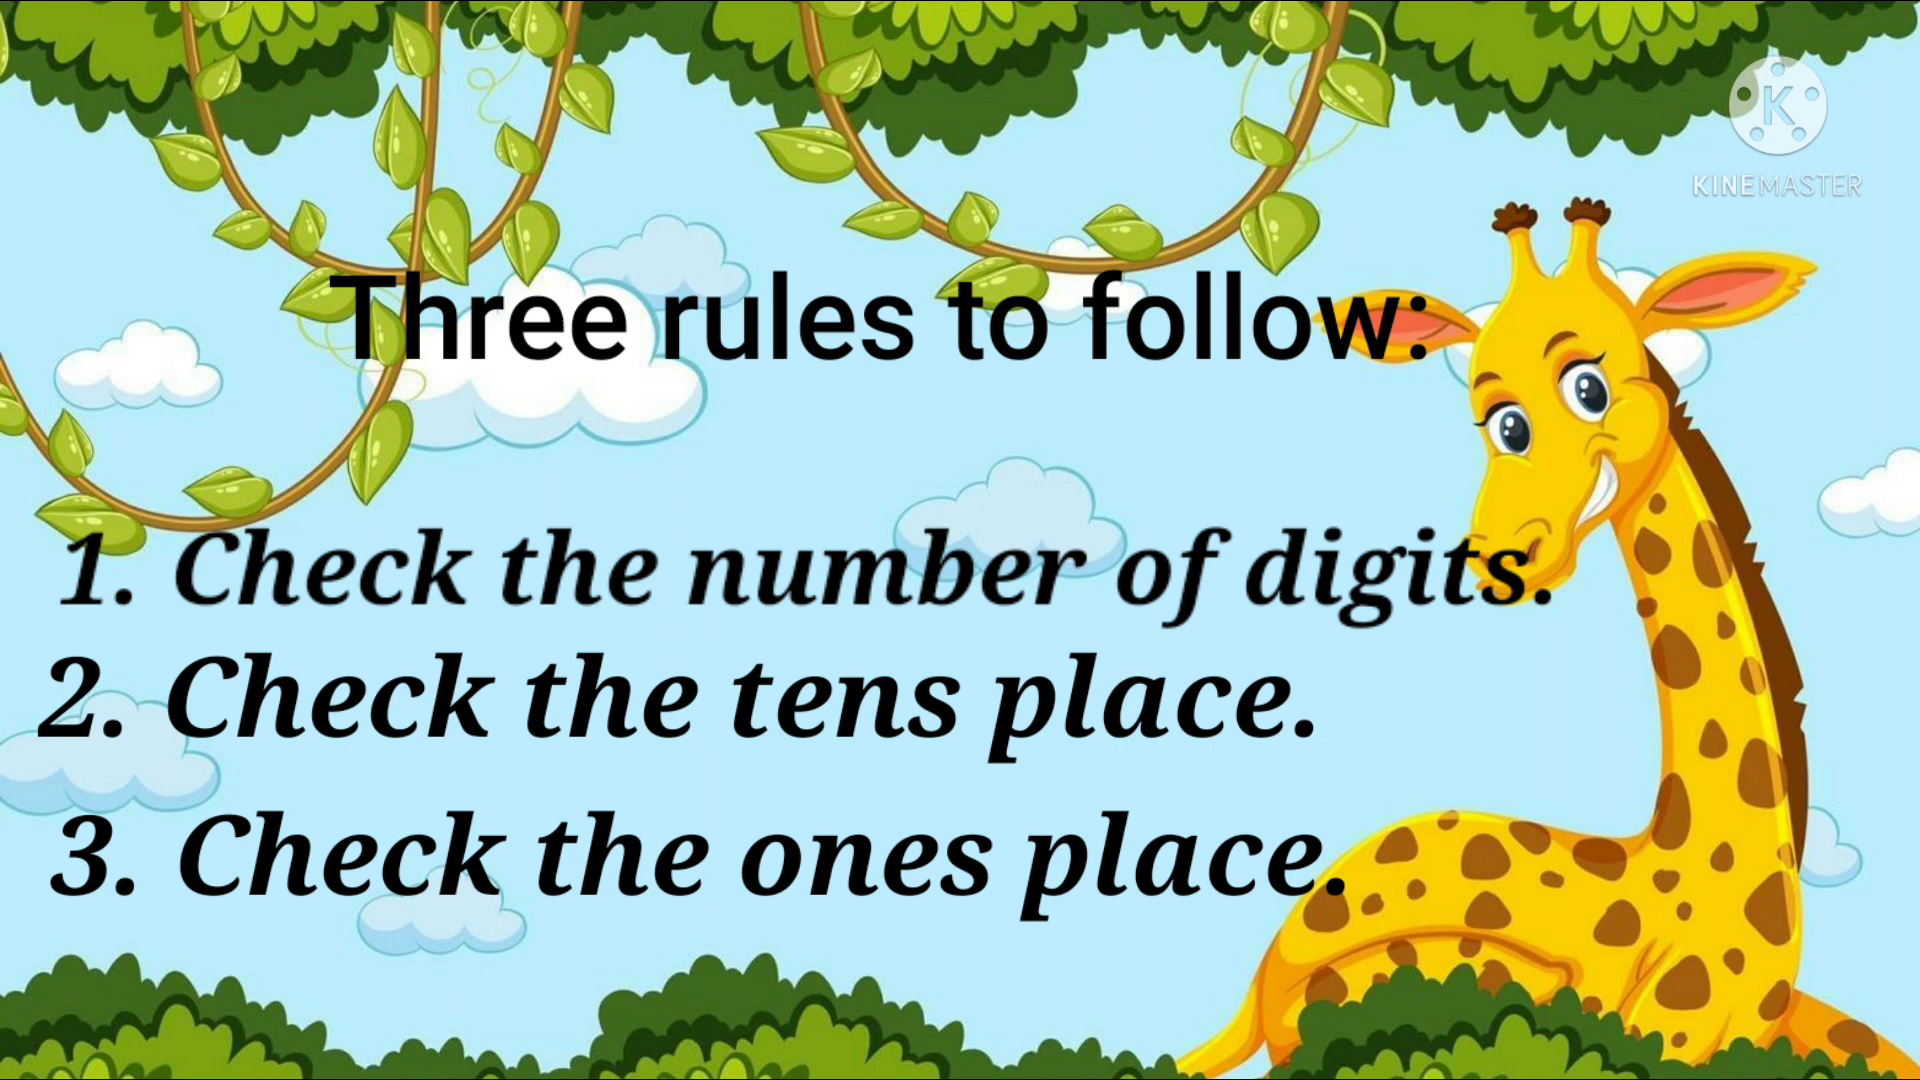 KINEMASTER
Three rules to follow:
1. Check the number of digits.
2. Check the tens place.
3. Check the ones place.